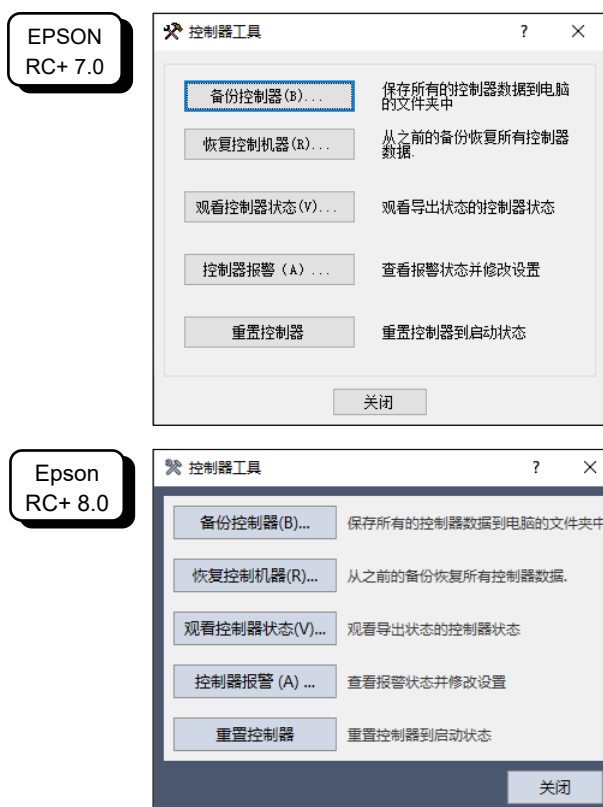 EPSON
RC+ 7.0
控制器工具
?
备份控制器(B)...
保存所有的控制器数据到电脑
的文件夹中
恢复控制机器(R)...
从之前的备份恢复所有控制器
数据.
观看控制器状态(V)...
观看导出状态的控制器状态
控制器报警 (A) ...
查看报警状态并修改设置
重置控制器
重置控制器到启动状态
关闭
Epson
RC+ 8.0
控制器工具
?
备份控制器(B)...
保存所有的控制器数据到电脑的文件夹中
恢复控制机器(R)...
从之前的备份恢复所有控制器数据.
观看控制器状态(V)...
观看导出状态的控制器状态
控制器报警 (A) ...
查看报警状态并修改设置
重置控制器
重置控制器到启动状态
关闭